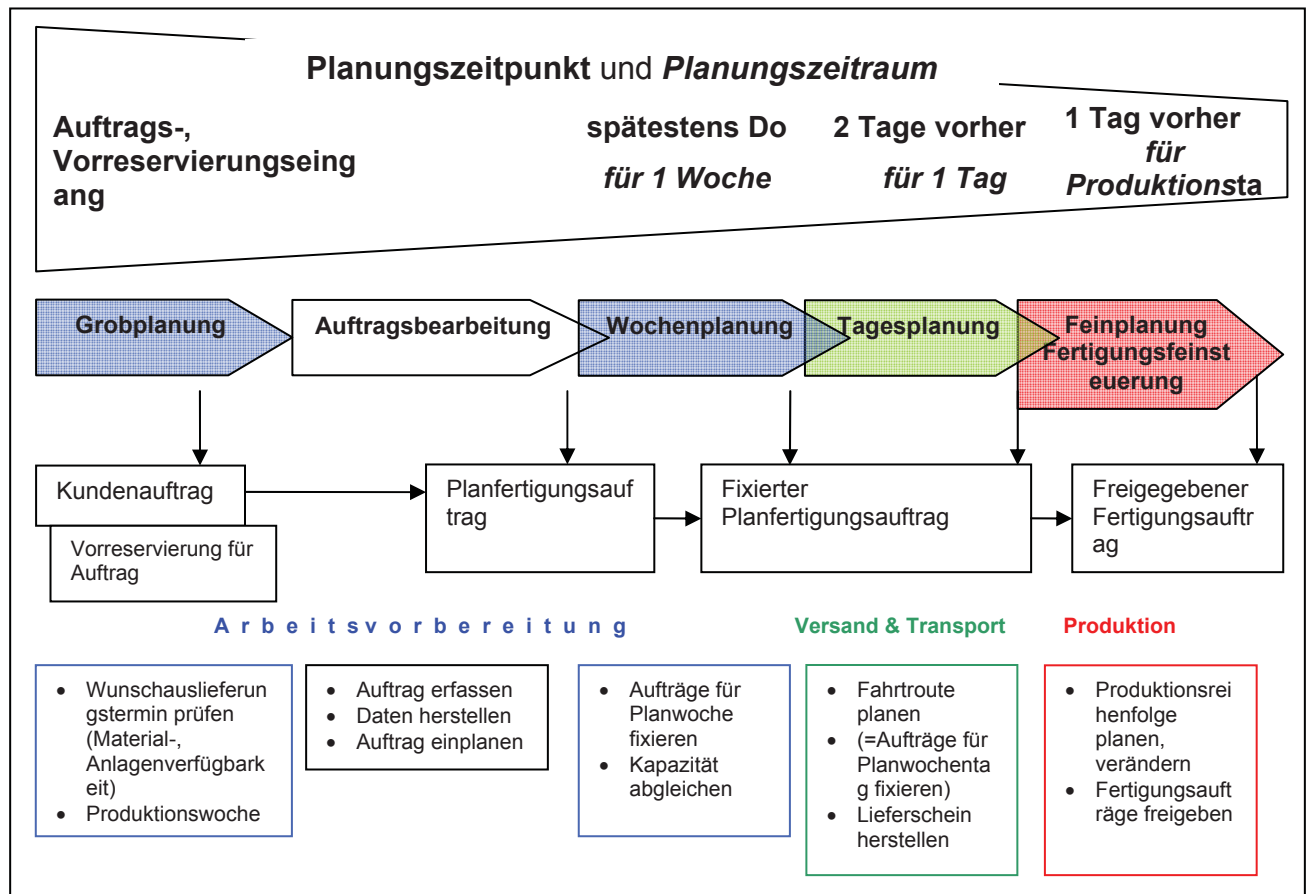 Planungszeitpunkt und Planungszeitraum
Auftrags-,
Vorreservierungseing
ang
spätestens Do
für 1 Woche
2 Tage vorher
für 1 Tag
1 Tag vorher
für
Produktionsta
Grobplanung
Auftragsbearbeitung
Wochenplanung
Tagesplanung
Feinplanung
Fertigungsfeinst
euerung
Kundenauftrag
Vorreservierung für
Auftrag
Planfertigungsauf
trag
Fixierter
Planfertigungsauftrag
Freigegebener
Fertigungsauftr
ag
Arbeitsvorbereitung
Versand & Transport
Produktion
• Wunschauslieferun
gstermin prüfen
(Material-,
Anlagenverfügbark
eit)
• Produktionswoche
• Auftrag erfassen
• Daten herstellen
• Auftrag einplanen
• Aufträge für
Planwoche
fixieren
• Kapazität
abgleichen
• Fahrtroute
planen
• (=Aufträge für
Planwochenta
g fixieren)
• Lieferschein
herstellen
• Produktionsrei
henfolge
planen,
verändern
• Fertigungsauft
räge freigeben